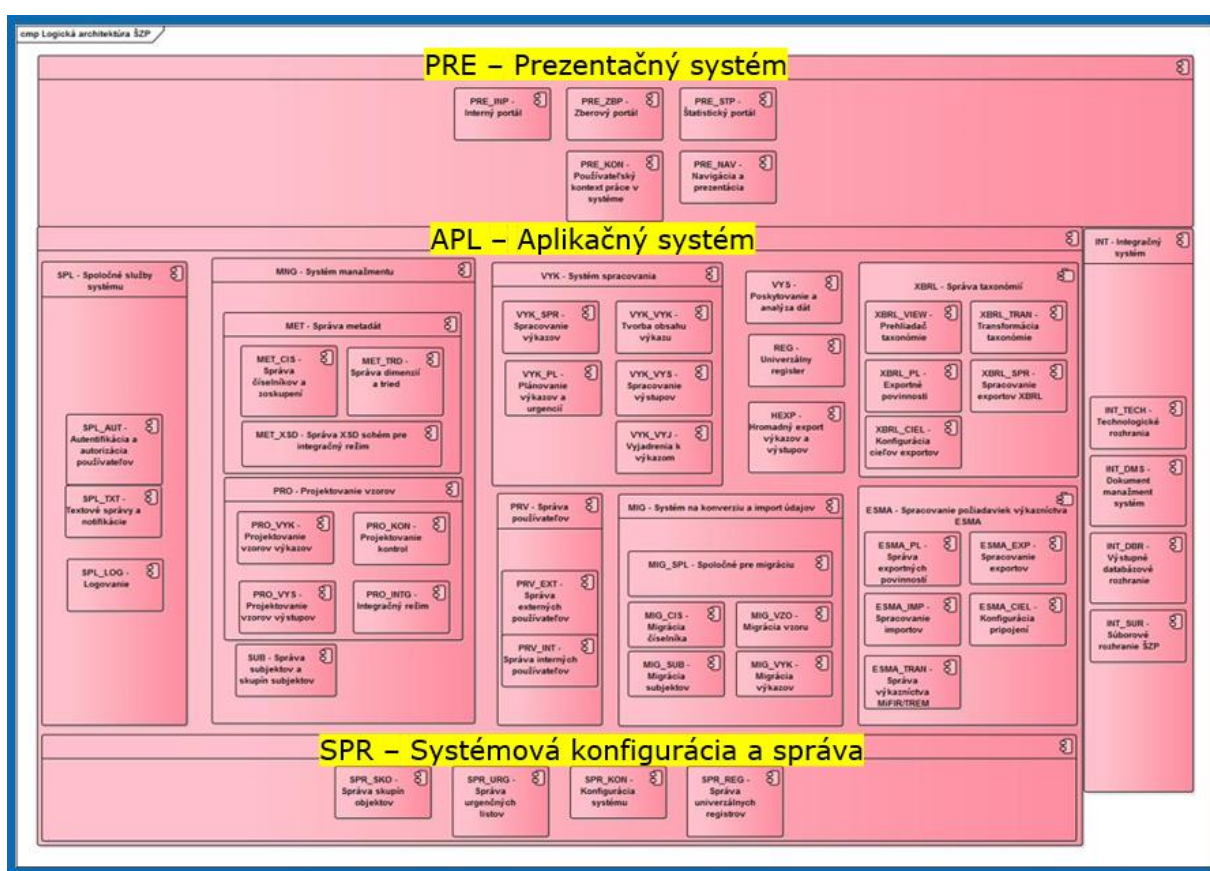 cmp Logická architektúra ŠZP
PRE – Prezentačný systém
PRE_INP -
Interný portál
PRE_ZBP -
Zberový portál
PRE_STP -
Štatistický portál
PRE_KON -
Používateľský
kontext práce v
systéme
PRE_NAV -
Navigácia a
prezentácia
APL – Aplikačný systém
SPL - Spoločné služby
systému
SPL_AUT -
Autentifikácia a
autorizácia
používateľov
SPL_TXT -
Textové správy a
notifikácie
SPL_LOG -
Logovanie
MNG - Systém manažmentu
MET - Správa metadát
MET_CIS -
Správa
číselníkov a
zoskupení
MET_TRD -
Správa dimenzií
a tried
MET_XSD - Správa XSD schém pre
integračný režim
PRO - Projektovanie vzorov
PRO_VYK -
Projektovanie
vzorov výkazov
PRO_KON -
Projektovanie
kontrol
PRO_VYS -
Projektovanie
vzorov výstupov
PRO_INTG -
Integračný režim
SUB - Správa
subjektov a
skupín subjektov
VYK - Systém spracovania
VYK_SPR -
Spracovanie
výkazov
VYK_VYK -
Tvorba obsahu
výkazu
VYK_PL -
Plánovanie
výkazov a
urgencií
VYK_VYS -
Spracovanie
výstupov
VYK_VYJ -
Vyjadrenia k
výkazom
VYS -
Poskytovanie a
analýza dát
REG -
Univerzálny
register
HEXP -
Hromadný export
výkazov a
výstupov
PRV - Správa
používateľov
PRV_EXT -
Správa
externých
používateľov
PRV_INT -
Správa interných
používateľov
MIG - Systém na konverziu a import údajov
MIG_SPL - Spoločné pre migráciu
MIG_CIS -
Migrácia
číselníka
MIG_VZO -
Migrácia vzoru
MIG_SUB -
Migrácia
subjektov
MIG_VYK -
Migrácia
výkazov
XBRL - Správa taxonómií
XBRL_VIEW -
Prehliadač
taxonómie
XBRL_TRAN -
Transformácia
taxonómie
XBRL_PL -
Exportné
povinnosti
XBRL_SPR -
Spracovanie
exportov XBRL
XBRL_CIEL -
Konfigurácia
cieľov exportov
ESMA - Spracovanie požiadaviek výkazníctva
ESMA
ESMA_PL -
Správa
exportných
povinností
ESMA_EXP -
Spracovanie
exportov
ESMA_IMP -
Spracovanie
importov
ESMA_CIEL -
Konfigurácia
pripojení
ESMA_TRAN -
Správa
výkazníctva
MiFIR/TREM
INT - Integračný
systém
INT_TECH -
Technologické
rozhrania
INT_DMS -
Dokument
manažment
systém
INT_DBR -
Výstupné
databázové
rozhranie
INT_SUR -
Súborové
rozhranie ŠZP
SPR – Systémová konfigurácia a správa
SPR_SKO -
Správa skupín
objektov
SPR_URG -
Správa
urgenčných
listov
SPR_KON -
Konfigurácia
systému
SPR_REG -
Správa
univerzálnych
registrov